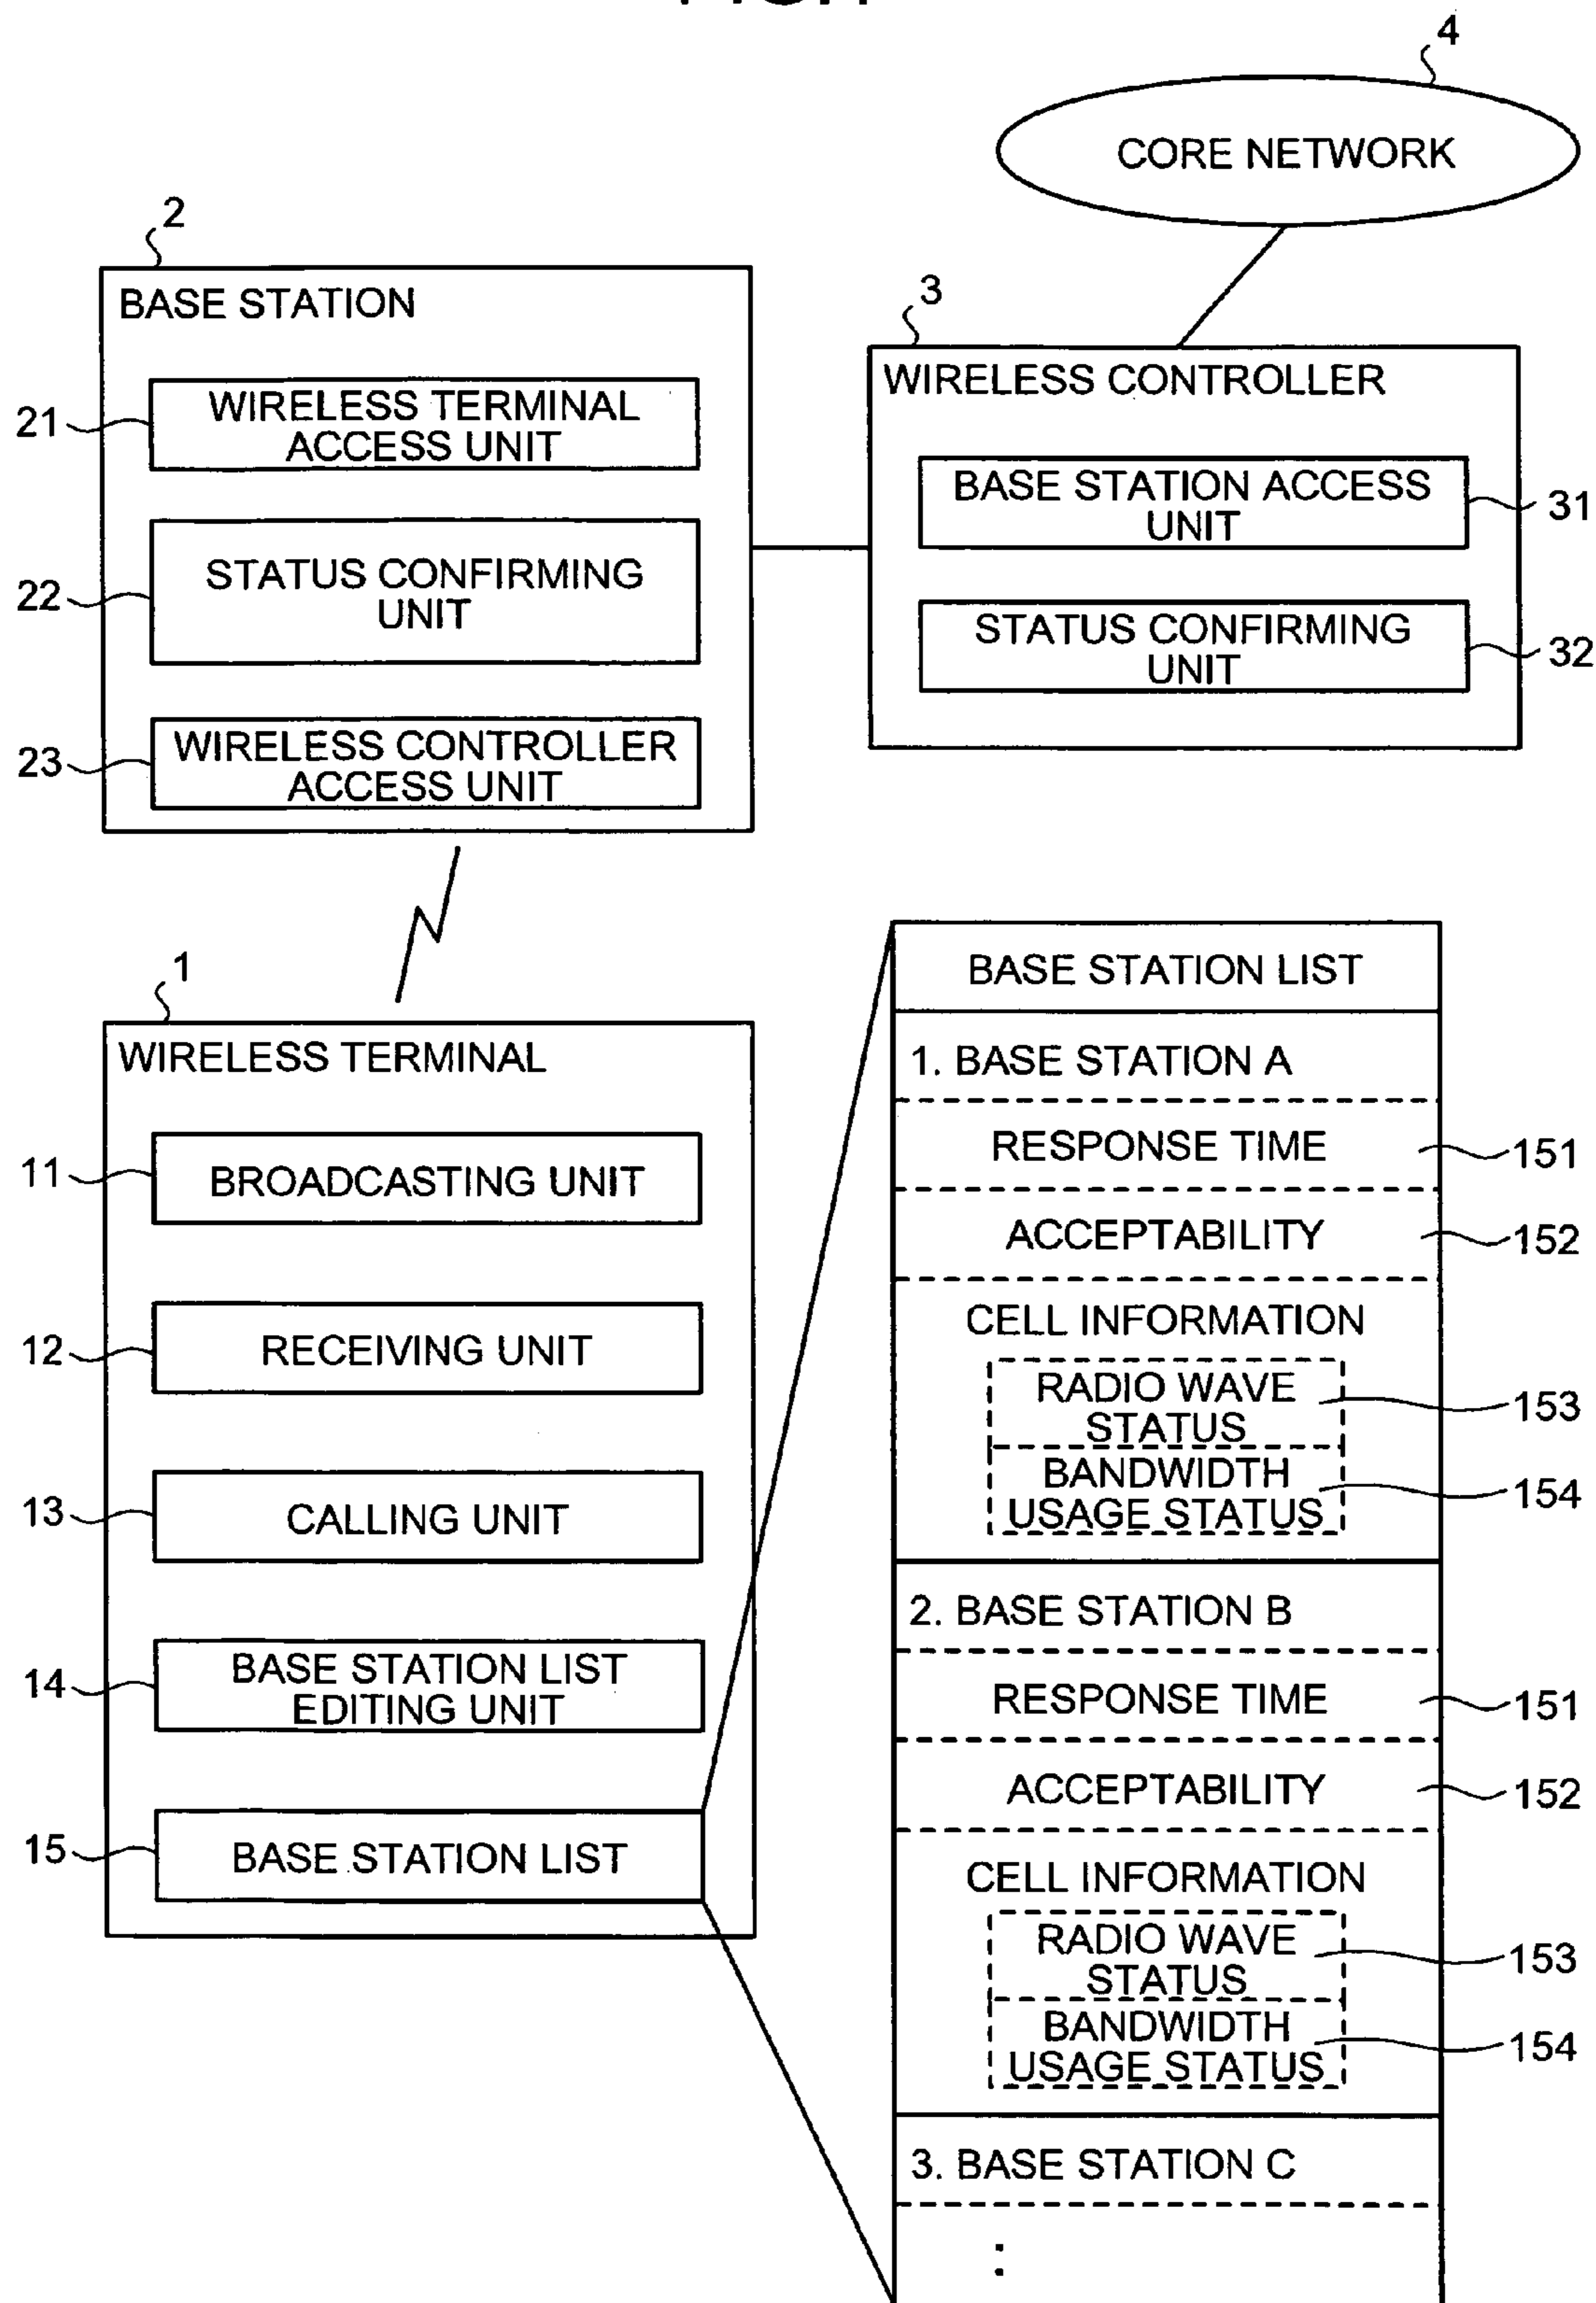 4
CORE NETWORK
2
BASE STATION
21
WIRELESS TERMINAL
ACCESS UNIT
22
STATUS CONFIRMING
UNIT
23
WIRELESS CONTROLLER
ACCESS UNIT
3
WIRELESS CONTROLLER
BASE STATION ACCESS
UNIT
31
STATUS CONFIRMING
UNIT
32
1
WIRELESS TERMINAL
11
BROADCASTING UNIT
12
RECEIVING UNIT
13
CALLING UNIT
14
BASE STATION LIST
EDITING UNIT
15
BASE STATION LIST
BASE STATION LIST
1. BASE STATION A
RESPONSE TIME
151
ACCEPTABILITY
152
CELL INFORMATION
RADIO WAVE
STATUS
153
BANDWIDTH
USAGE STATUS
154
2. BASE STATION B
RESPONSE TIME
151
ACCEPTABILITY
152
CELL INFORMATION
RADIO WAVE
STATUS
153
BANDWIDTH
USAGE STATUS
154
3. BASE STATION C
: